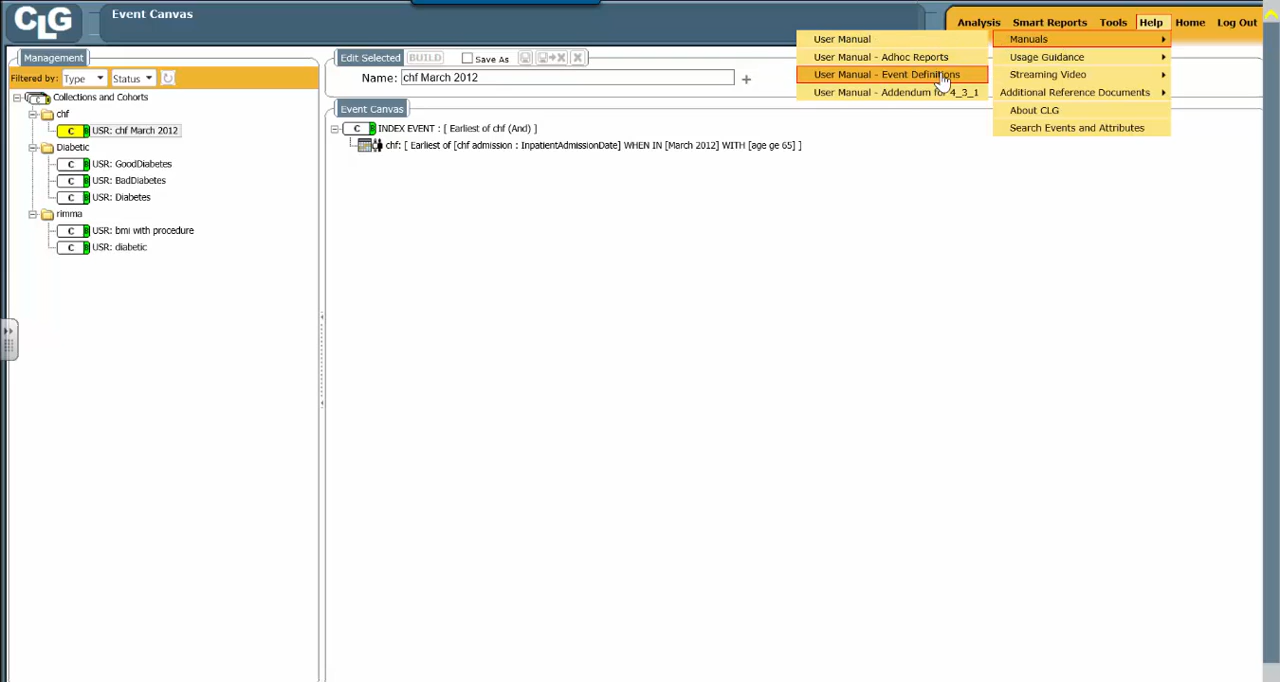 CLG
Event Canvas
Analysis Smart Reports Tools Help Home Log Out
Manuals
Usage Guidance
Streaming Video
Additional Reference Documents
About CLG
Search Events and Attributes
User Manual
User Manual - Adhoc Reports
User Manual - Event Definitions
User Manual - Addendum for 4_3_1
Management
Filtered by: Type Status
Collections and Cohorts
chf
C USR: chf March 2012
Diabetic
C USR: GoodDiabetes
C USR: BadDiabetes
C USR: Diabetes
rimma
C USR: bmi with procedure
C USR: diabetic
Edit Selected BUILD Save As
Name: chf March 2012
Event Canvas
C INDEX EVENT : [ Earliest of chf (And) ]
chf: [ Earliest of [chf admission : InpatientAdmissionDate] WHEN IN [March 2012] WITH [age ge 65] ]